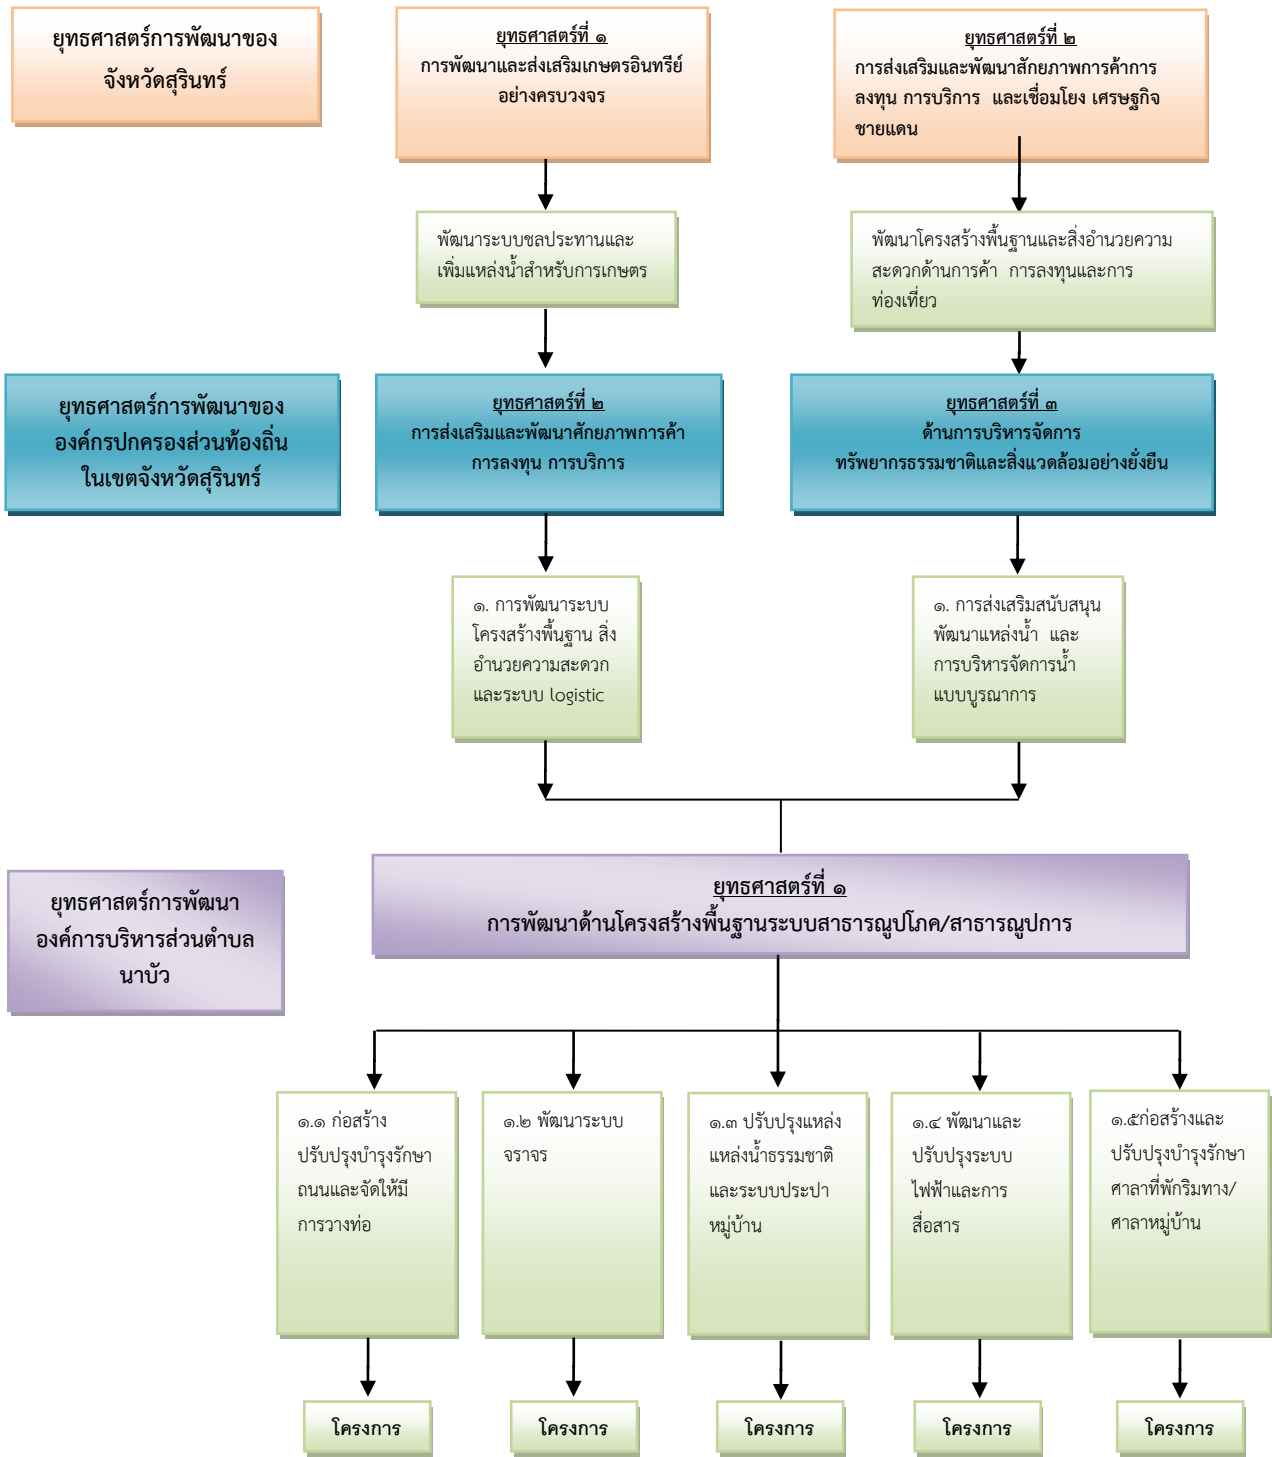 ยุทธศาสตร์การพัฒนาของ
จังหวัดสุรินทร์
ยุทธศาสตร์ที่ ๑
การพัฒนาและส่งเสริมเกษตรอินทรีย์
อย่างครบวงจร
ยุทธศาสตร์ที่ ๒
การส่งเสริมและพัฒนาสักยภาพการค้าการ
ลงทุน การบริการ และเชื่อมโยง เศรษฐกิจ
ชายแดน
พัฒนาระบบชลประทานและ
เพิ่มแหล่งน้ำสำหรับการเกษตร
พัฒนาโครงสร้างพื้นฐานและสิ่งอำนวยความ
สะดวกด้านการค้า การลงทุนและการ
ท่องเที่ยว
ยุทธศาสตร์การพัฒนาของ
องค์กรปกครองส่วนท้องถิ่น
ในเขตจังหวัดสุรินทร์
ยุทธศาสตร์ที่ ๒
การส่งเสริมและพัฒนาศักยภาพการค้า
การลงทุน การบริการ
ยุทธศาสตร์ที่ ๓
ด้านการบริหารจัดการ
ทรัพยากรธรรมชาติและสิ่งแวดล้อมอย่างยั่งยืน
๑. การพัฒนาระบบ
โครงสร้างพื้นฐาน สิ่ง
อำนวยความสะดวก
และระบบ logistic
๑. การส่งเสริมสนับสนุน
พัฒนาแหล่งน้ำ และ
การบริหารจัดการน้ำ
แบบบูรณาการ
ยุทธศาสตร์การพัฒนา
องค์การบริหารส่วนตำบล
นาบัว
ยุทธศาสตร์ที่ ๑
การพัฒนาด้านโครงสร้างพื้นฐานระบบสาธารณูปโภค/สาธารณูปการ
๑.๑ ก่อสร้าง
ปรับปรุงบำรุงรักษา
ถนนและจัดให้มี
การวางท่อ
๑.๒ พัฒนาระบบ
จราจร
๑.๓ ปรับปรุงแหล่ง
แหล่งน้ำธรรมชาติ
และระบบประปา
หมู่บ้าน
๑.๔ พัฒนาและ
ปรับปรุงระบบ
ไฟฟ้าและการ
สื่อสาร
๑.๕ก่อสร้างและ
ปรับปรุงบำรุงรักษา
ศาลาที่พักริมทาง/
ศาลาหมู่บ้าน
โครงการ
โครงการ
โครงการ
โครงการ
โครงการ